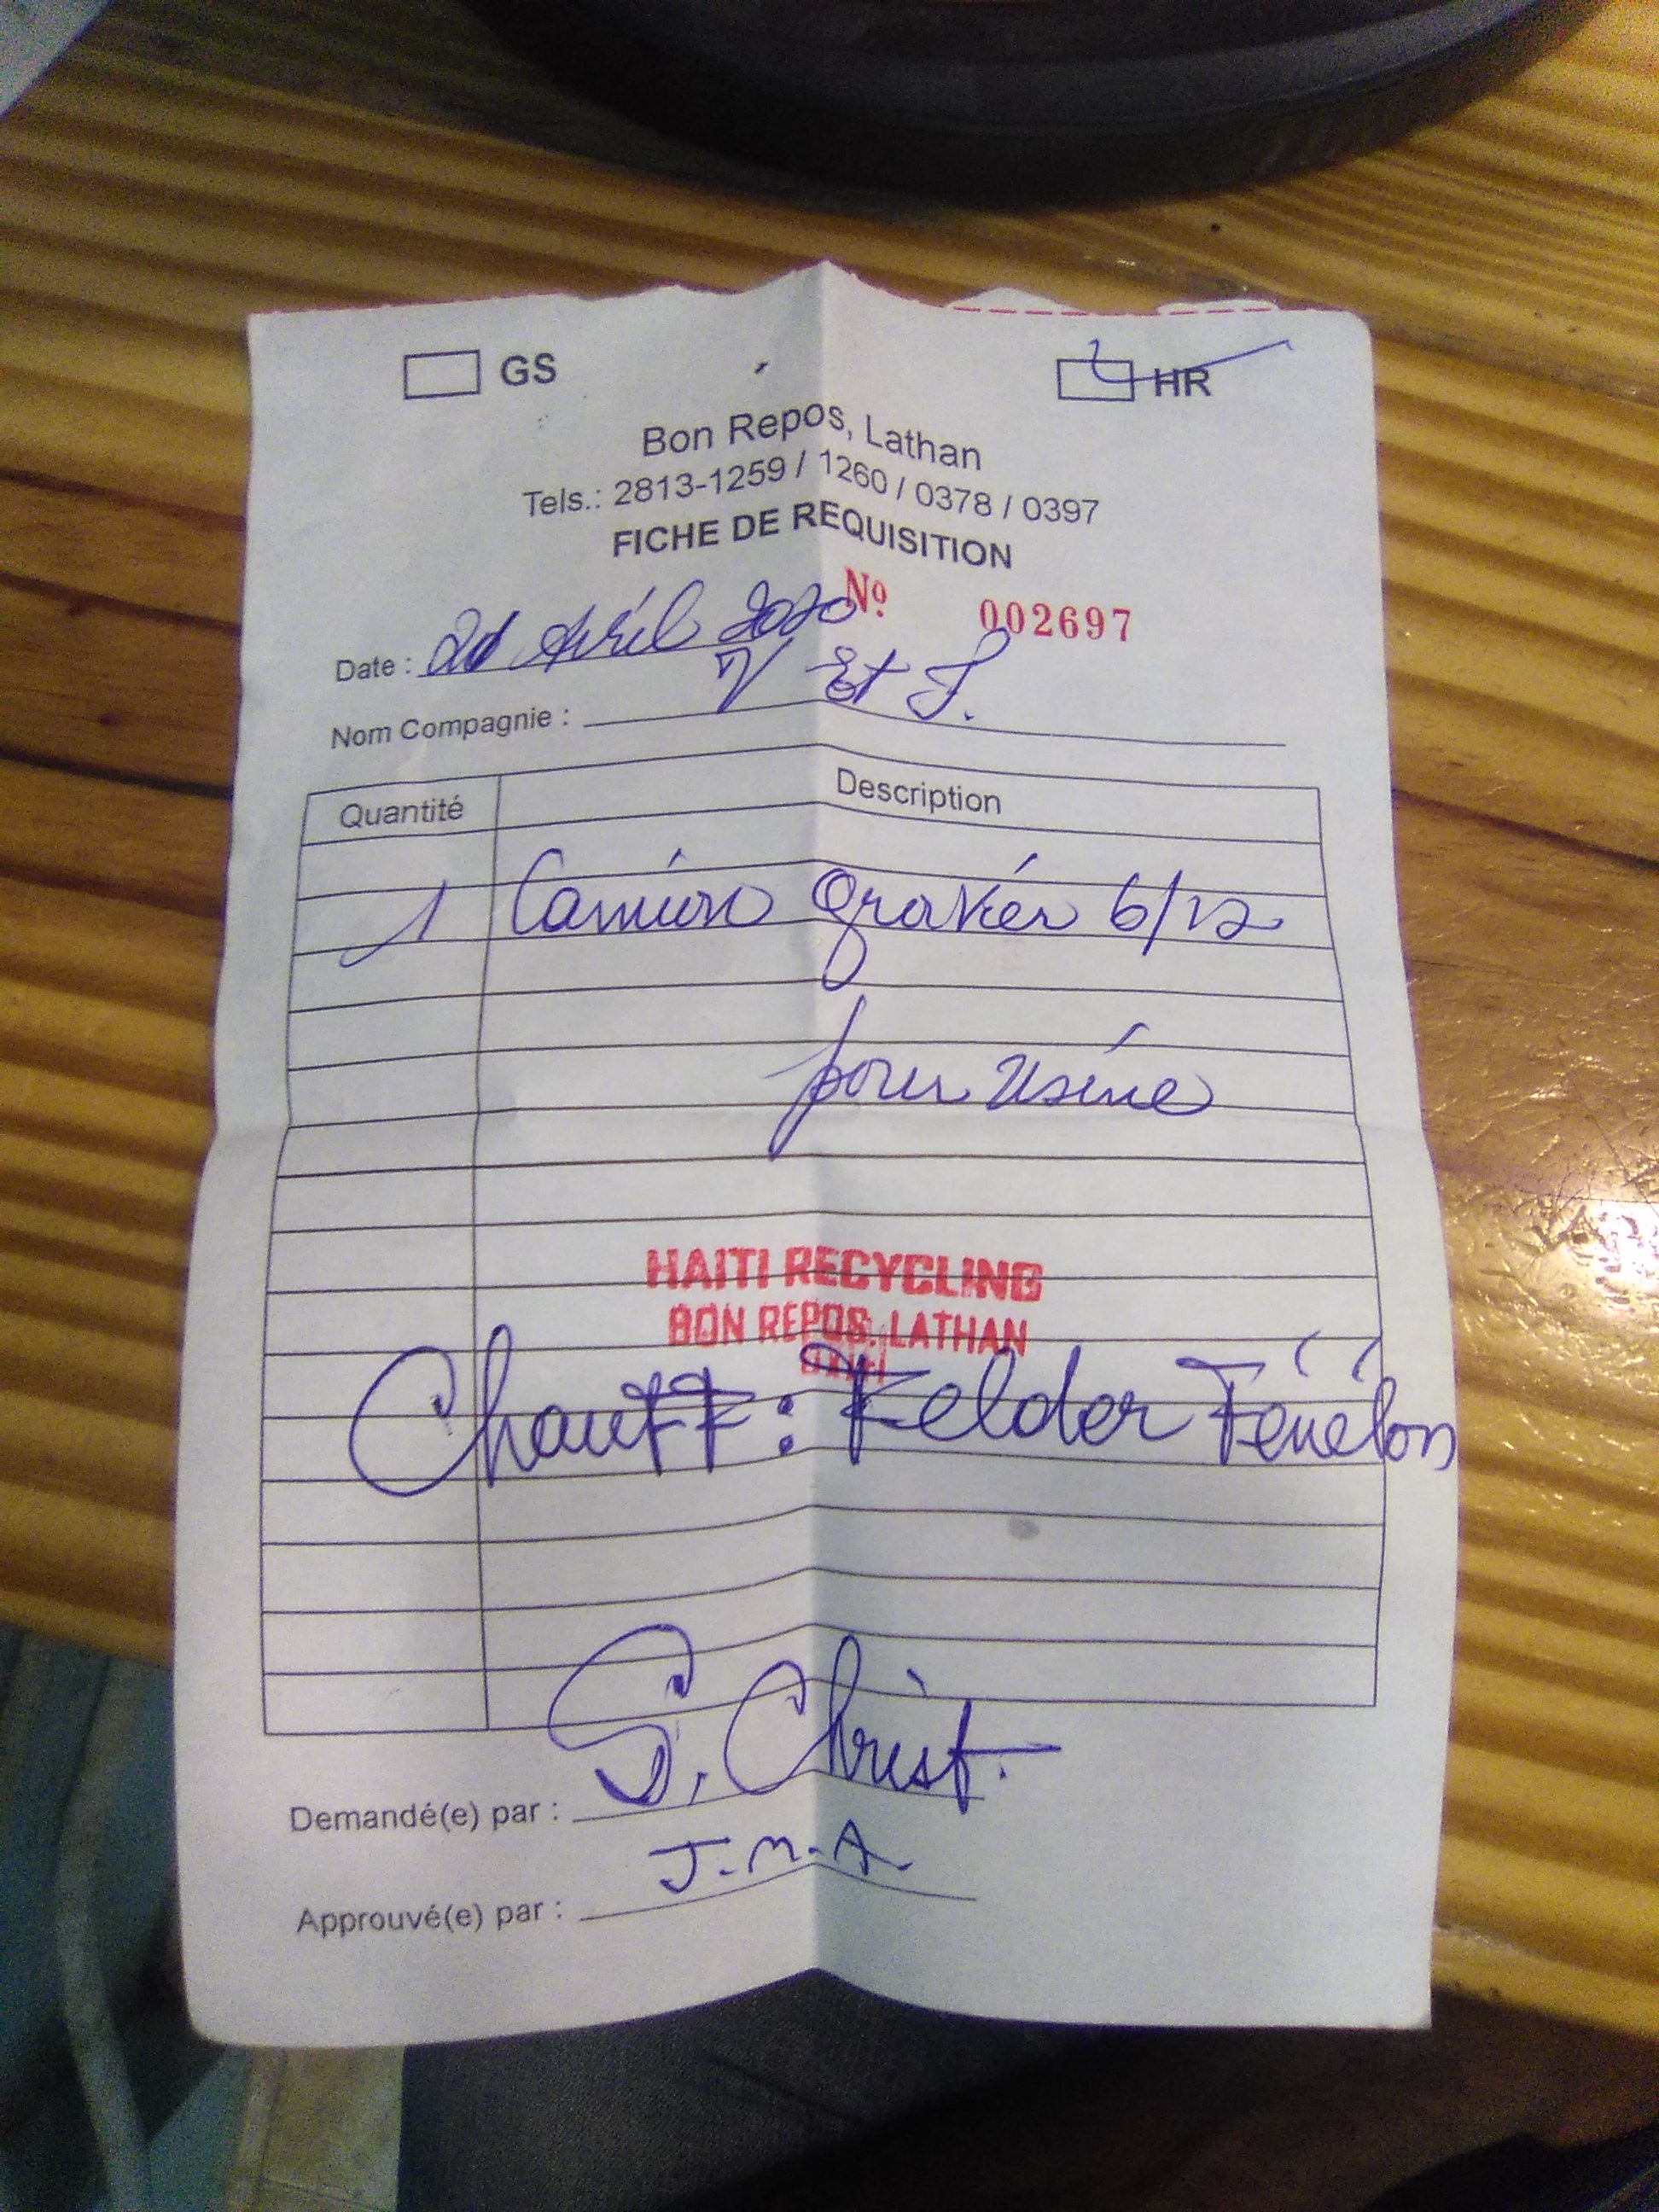 GS HR
Bon Repos, Lathan
Tels.: 2813-1259 / 1260 / 0378 / 0397
FICHE DE REQUISITION
Nº 002697
Date : Avril 2020
Nom Compagnie : V Et F.
Quantité Description
1 Camion gravier 6/12
pour usine
HAITI RECYCLING
BON REPOS, LATHAN
HAITI
Chauff : Felder Fénélon
Demandé(e) par : S. Christ.
Approuvé(e) par : J.M.A.